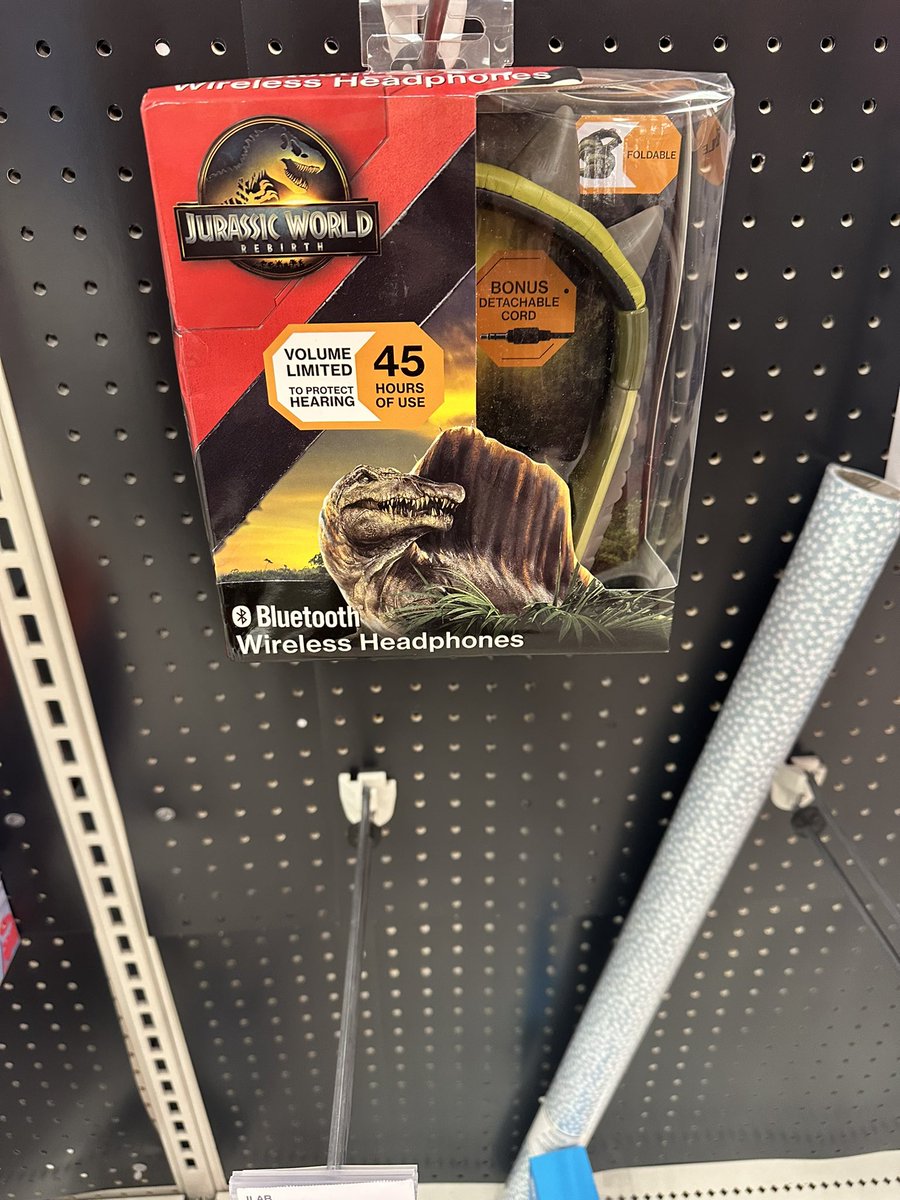 Wireless Headphones
JURASSIC WORLD
REBIRTH
FOLDABLE
BONUS
DETACHABLE
CORD
VOLUME
LIMITED
TO PROTECT
HEARING
45
HOURS
OF USE
Bluetooth
Wireless Headphones